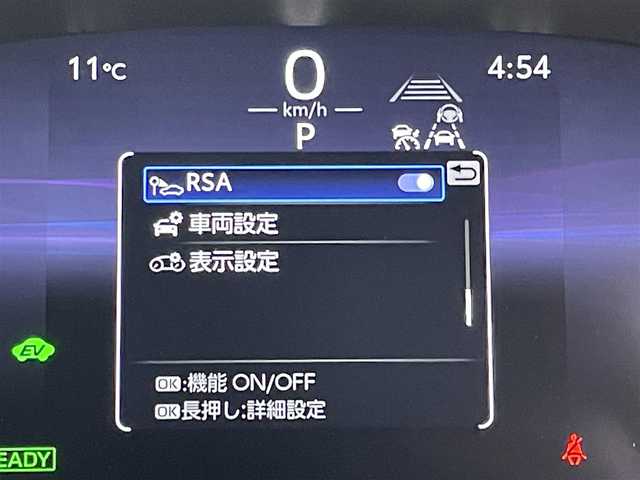 11℃
0
4:54
km/h
P
RSA
車両設定
表示設定
EV
OK:機能 ON/OFF
OK長押し:詳細設定
EADY